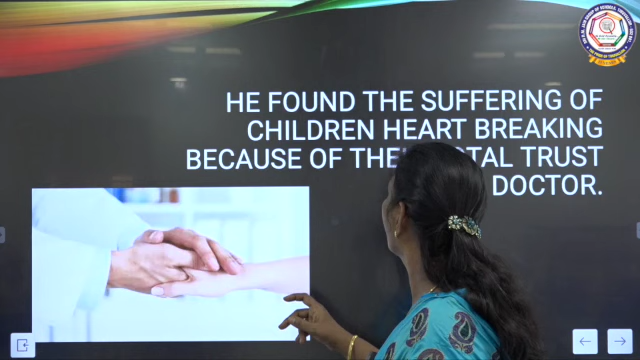 HE FOUND THE SUFFERING OF
CHILDREN HEART BREAKING
BECAUSE OF THE TRUST
DOCTOR.